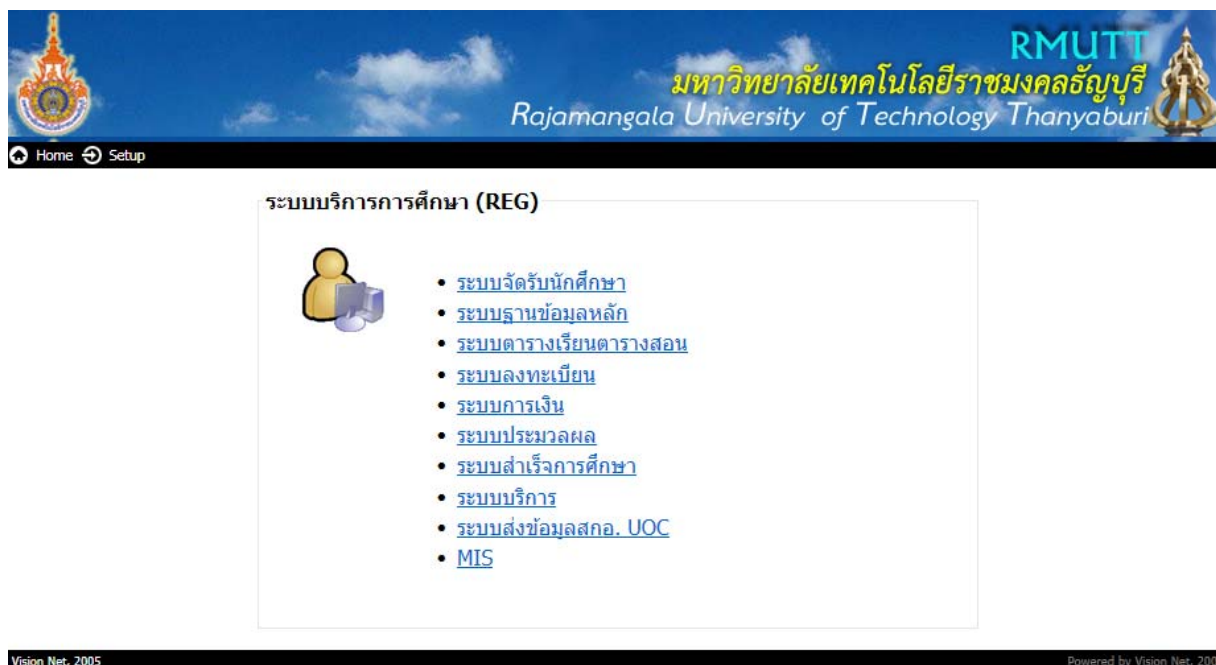 RMUTT
มหาวิทยาลัยเทคโนโลยีราชมงคลธัญบุรี
Rajamangala University of Technology Thanyaburi
Home Setup
ระบบบริการการศึกษา (REG)
ระบบจัดรับนักศึกษา
ระบบฐานข้อมูลหลัก
ระบบตารางเรียนตารางสอน
ระบบลงทะเบียน
ระบบการเงิน
ระบบประมวลผล
ระบบสำเร็จการศึกษา
ระบบบริการ
ระบบส่งข้อมูลสกอ. UOC
MIS
Vision Net, 2005 Powered by Vision Net, 200